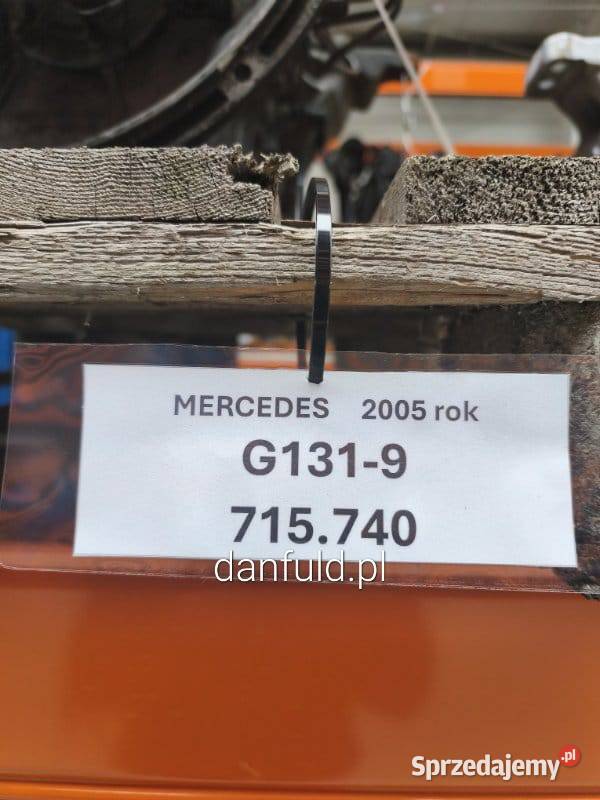 MERCEDES 2005 rok
G131-9
715.740
danfuld.pl
Sprzedajemy.pl